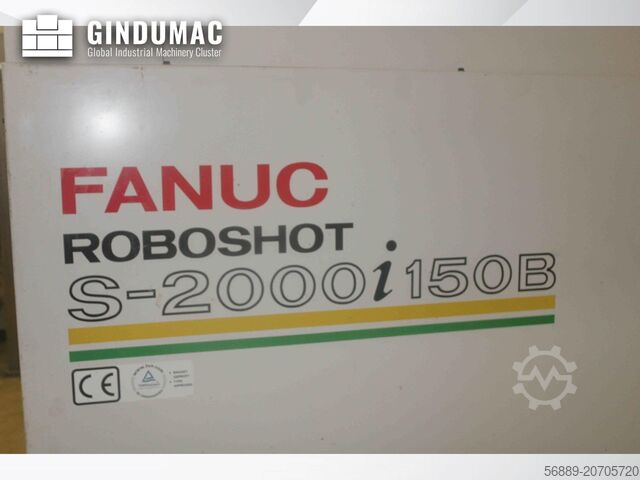 GINDUMAC
Global Industrial Machinery Cluster
FANUC
ROBOSHOT
S-2000i150B
CE
56889-20705720